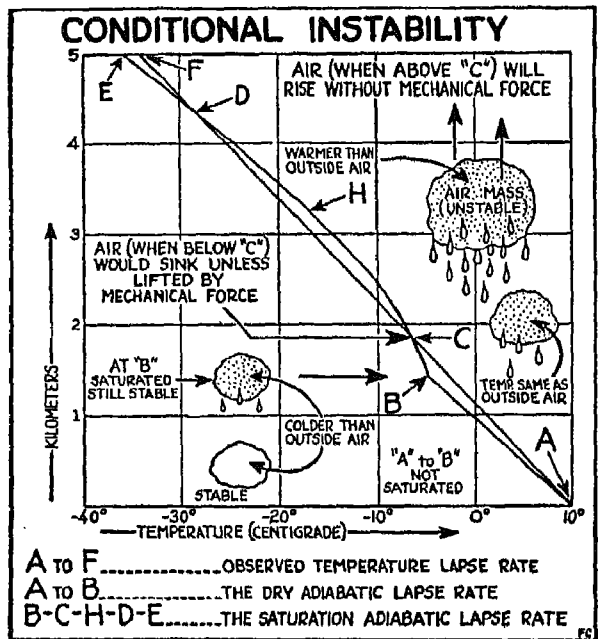 CONDITIONAL INSTABILITY
5
E
F
D
AIR (WHEN ABOVE "C") WILL
RISE WITHOUT MECHANICAL FORCE
4
WARMER THAN
OUTSIDE AIR
H
AIR MASS
(UNSTABLE)
3
AIR (WHEN BELOW "C")
WOULD SINK UNLESS
LIFTED BY
MECHANICAL FORCE
2
C
AT "B"
SATURATED
STILL STABLE
B
TEMP. SAME AS
OUTSIDE AIR
KILOMETERS
1
COLDER THAN
OUTSIDE AIR
A
"A" to "B"
NOT
SATURATED
STABLE
-40° -30° -20° -10° 0° 10°
TEMPERATURE (CENTIGRADE)
A TO F............OBSERVED TEMPERATURE LAPSE RATE
A TO B............THE DRY ADIABATIC LAPSE RATE
B-C-H-D-E.......THE SATURATION ADIABATIC LAPSE RATE